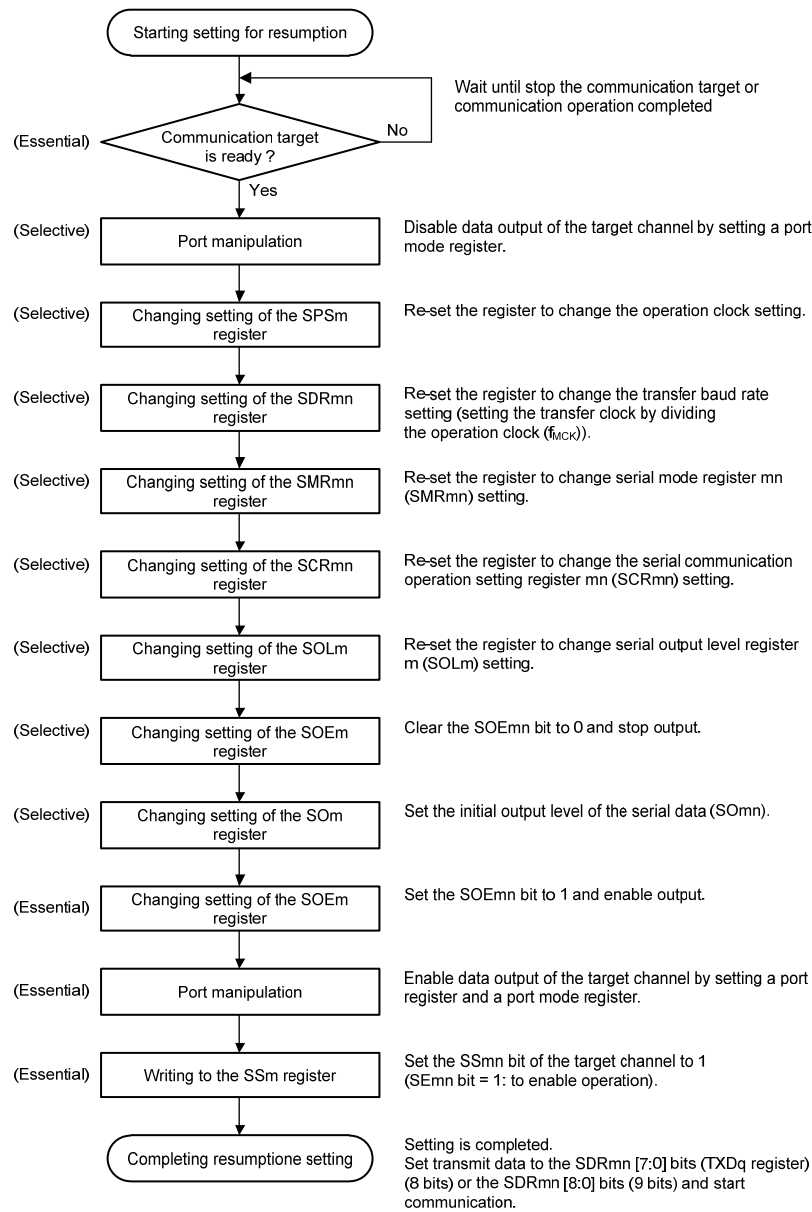 Starting setting for resumption
Wait until stop the communication target or
communication operation completed
(Essential)
Communication target
is ready ?
No
Yes
(Selective)
Port manipulation
Disable data output of the target channel by setting a port
mode register.
(Selective)
Changing setting of the SPSm
register
Re-set the register to change the operation clock setting.
(Selective)
Changing setting of the SDRmn
register
Re-set the register to change the transfer baud rate
setting (setting the transfer clock by dividing
the operation clock (fMCK)).
(Selective)
Changing setting of the SMRmn
register
Re-set the register to change serial mode register mn
(SMRmn) setting.
(Selective)
Changing setting of the SCRmn
register
Re-set the register to change the serial communication
operation setting register mn (SCRmn) setting.
(Selective)
Changing setting of the SOLm
register
Re-set the register to change serial output level register
m (SOLm) setting.
(Selective)
Changing setting of the SOEm
register
Clear the SOEmn bit to 0 and stop output.
(Selective)
Changing setting of the SOm
register
Set the initial output level of the serial data (SOmn).
(Essential)
Changing setting of the SOEm
register
Set the SOEmn bit to 1 and enable output.
(Essential)
Port manipulation
Enable data output of the target channel by setting a port
register and a port mode register.
(Essential)
Writing to the SSm register
Set the SSmn bit of the target channel to 1
(SEmn bit = 1: to enable operation).
Completing resumptione setting
Setting is completed.
Set transmit data to the SDRmn [7:0] bits (TXDq register)
(8 bits) or the SDRmn [8:0] bits (9 bits) and start
communication.